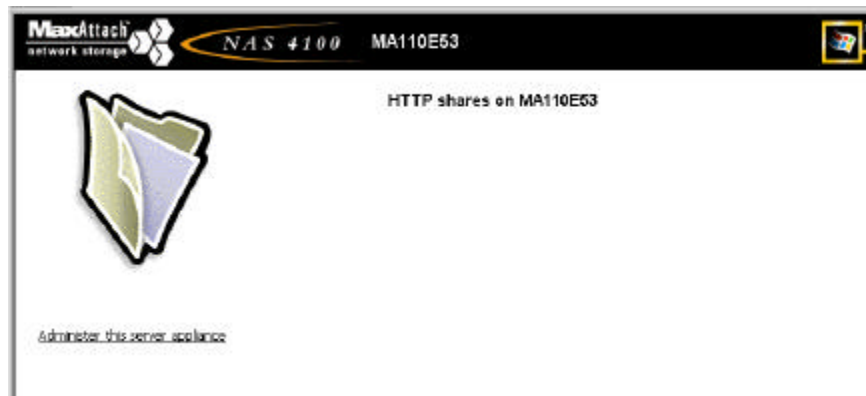 MaxAttach
network storage
NAS 4100
MA110E53
HTTP shares on MA110E53
Administer this server appliance